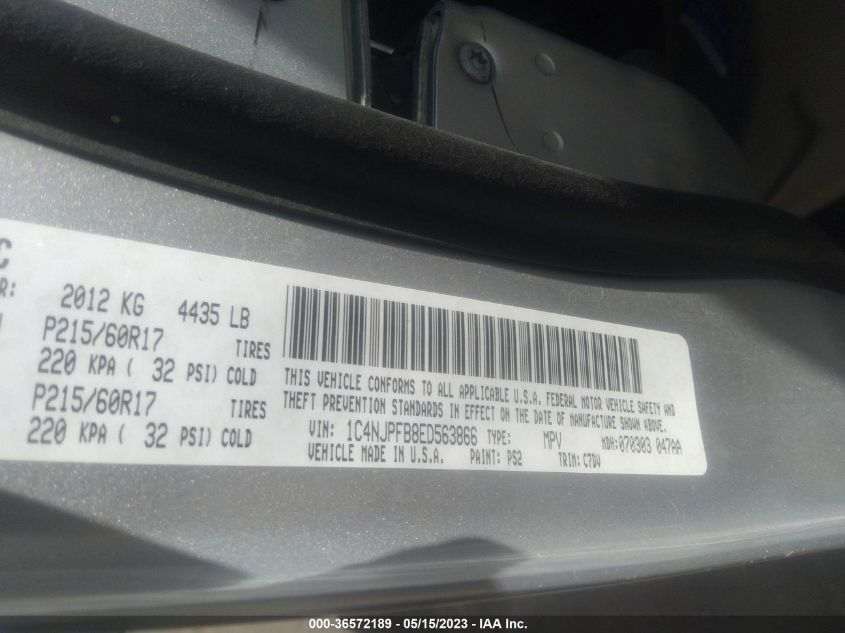 C
R: 2012 KG 4435 LB
P215/60R17 TIRES
220 KPA ( 32 PSI) COLD
P215/60R17 TIRES
220 KPA ( 32 PSI) COLD
THIS VEHICLE CONFORMS TO ALL APPLICABLE U.S.A. FEDERAL MOTOR VEHICLE SAFETY AND
THEFT PREVENTION STANDARDS IN EFFECT ON THE DATE OF MANUFACTURE SHOWN ABOVE.
VIN: 1C4NJPFB8ED563866 TYPE: MPV MDH: 070303 047AA
VEHICLE MADE IN U.S.A. PAINT: PS2 TRIM: C7DV
000-36572189 - 05/15/2023 - IAA Inc.